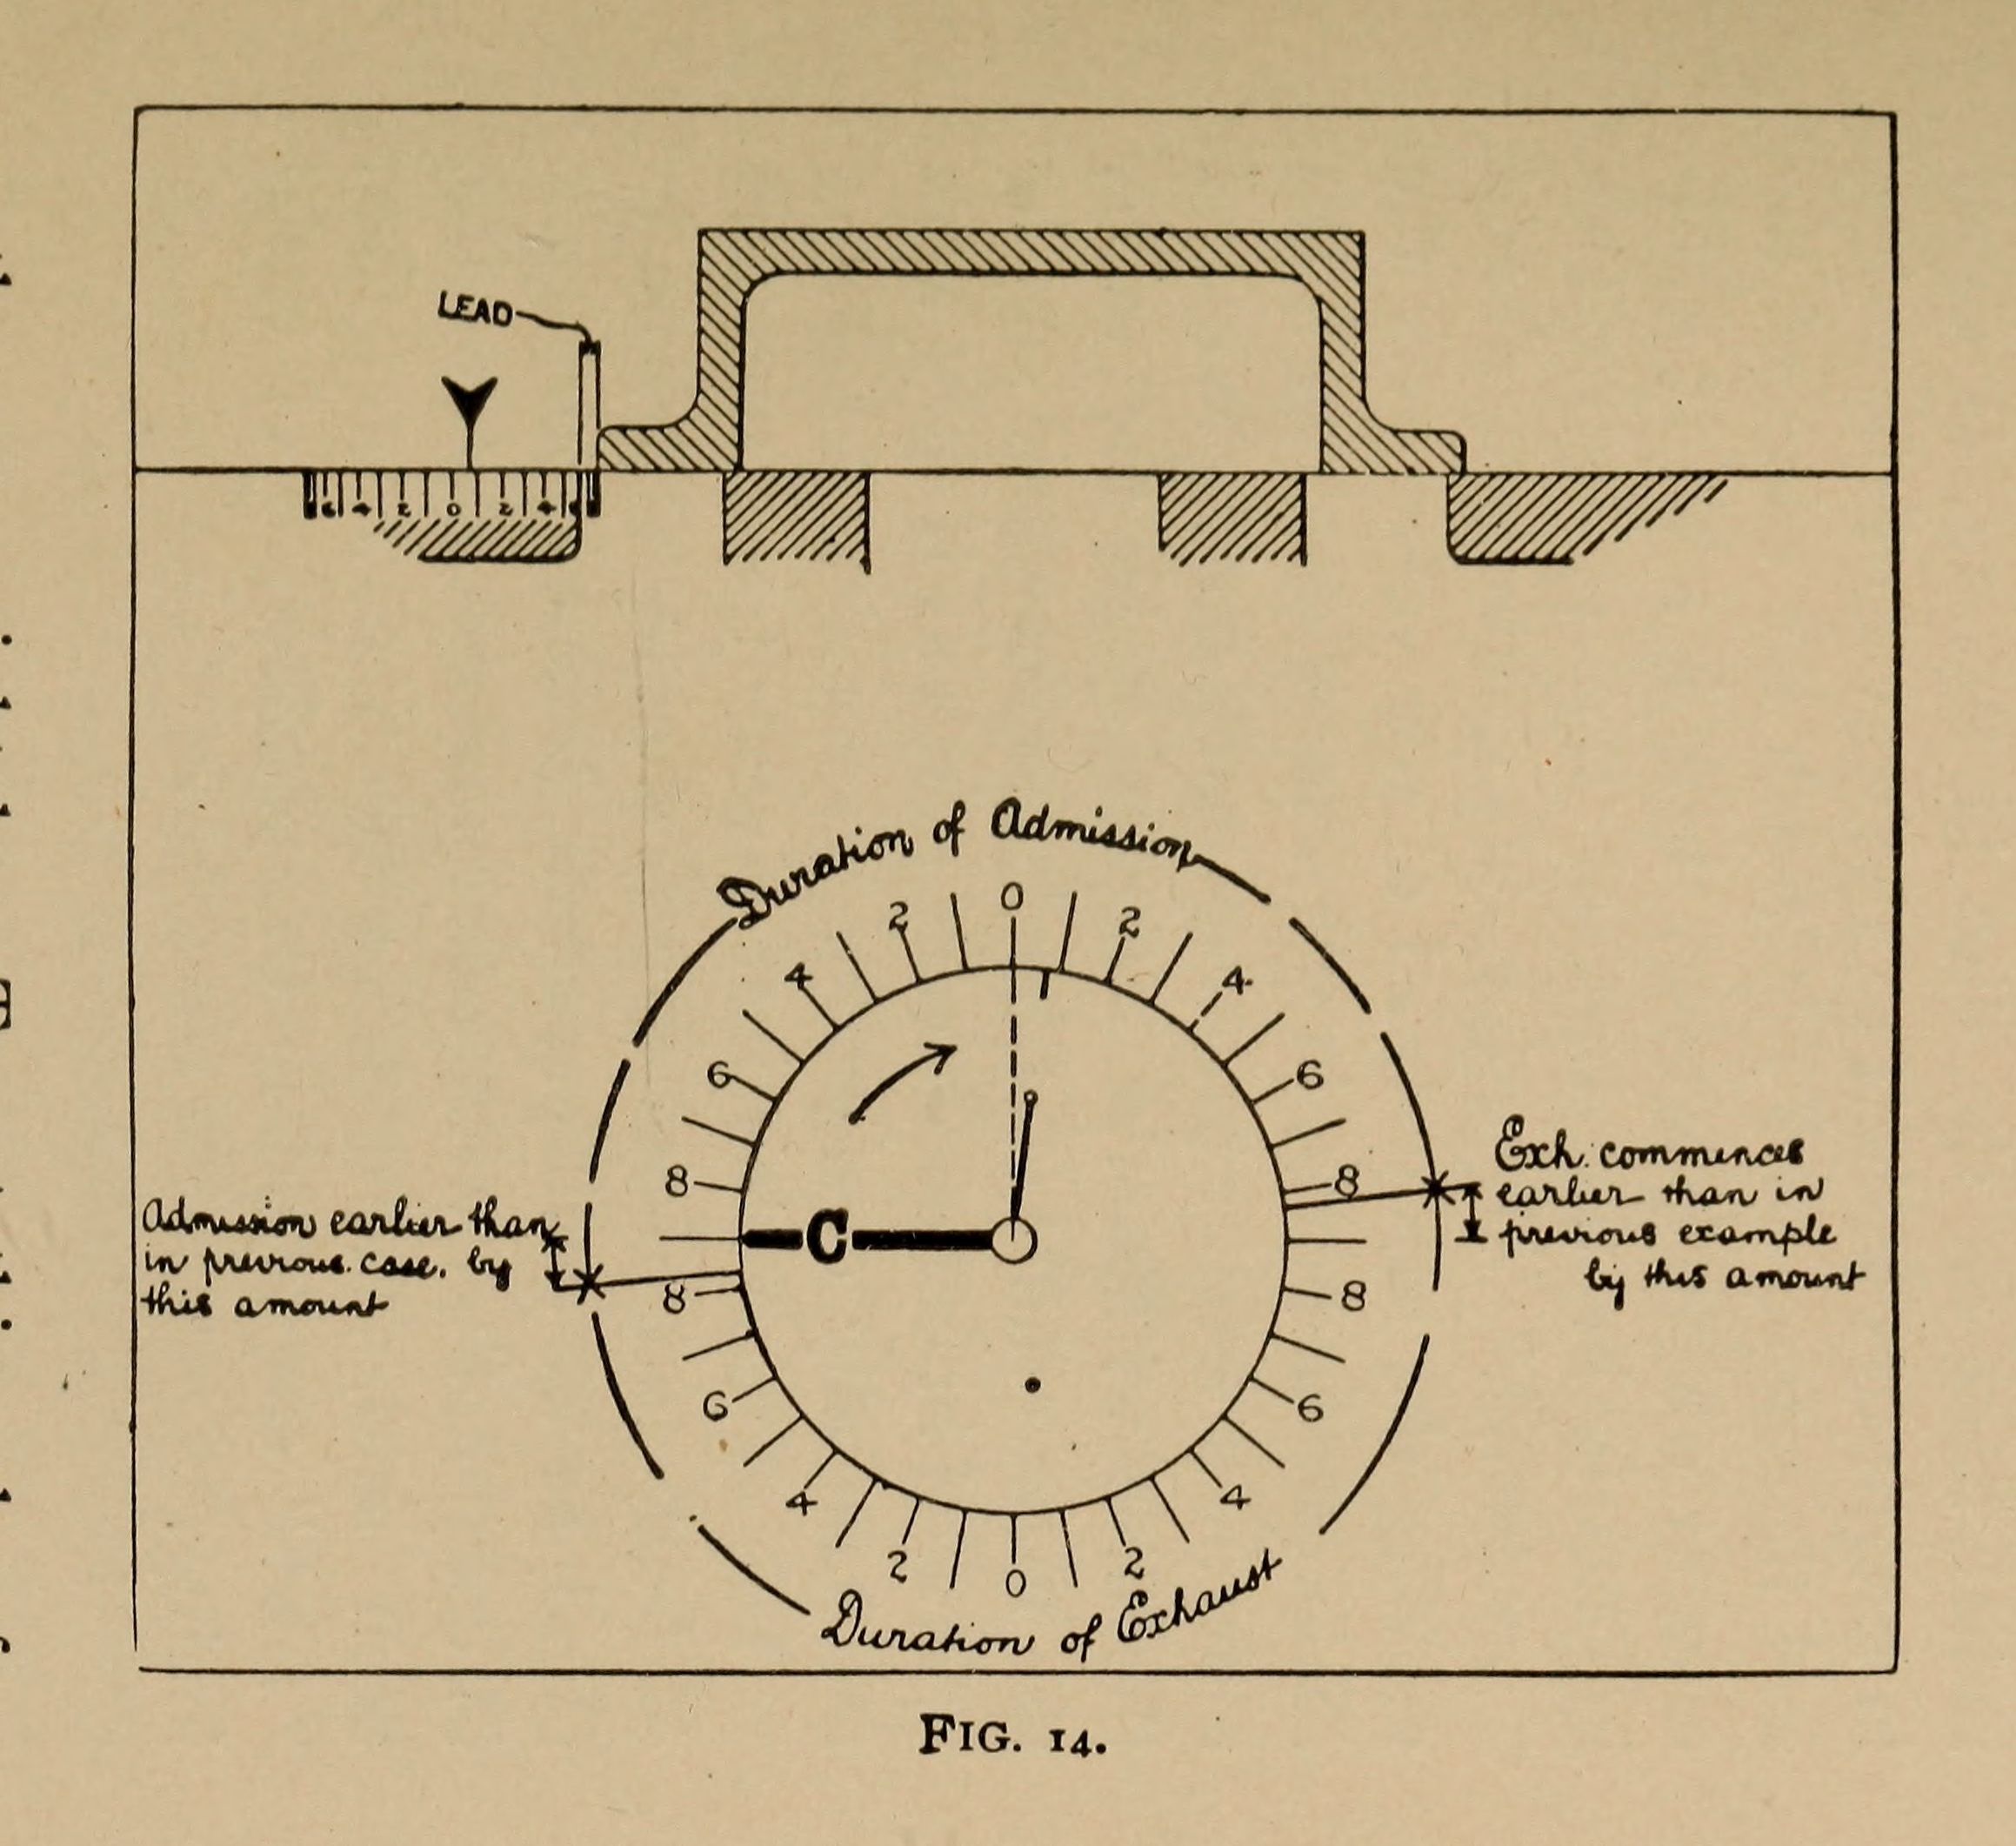 LEAD
6 4 2 0 2 4
Duration of Admission
0
2 2
4 4
6 6
8 8
Exh. commences
earlier than in
previous example
by this amount
Admission earlier than
in previous case. by
this amount
C
8 8
6 6
4 4
2 2
0
Duration of Exhaust
FIG. 14.